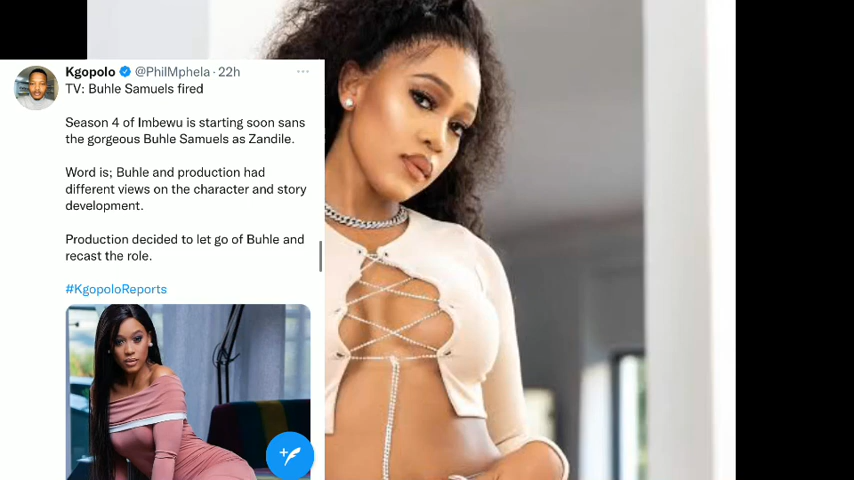 Kgopolo @PhilMphela · 22h
TV: Buhle Samuels fired
Season 4 of Imbewu is starting soon sans
the gorgeous Buhle Samuels as Zandile.
Word is; Buhle and production had
different views on the character and story
development.
Production decided to let go of Buhle and
recast the role.
#KgopoloReports